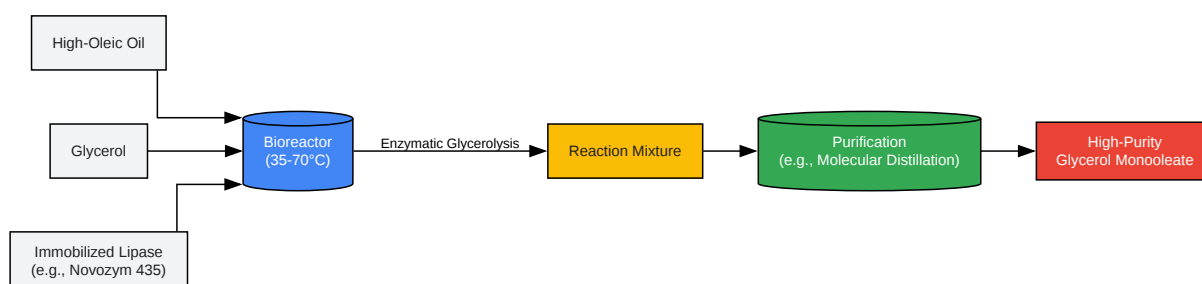 High-Oleic Oil
Glycerol
Immobilized Lipase
(e.g., Novozym 435)
Bioreactor
(35-70°C)
Enzymatic Glycerolysis
Reaction Mixture
Purification
(e.g., Molecular Distillation)
High-Purity
Glycerol Monooleate